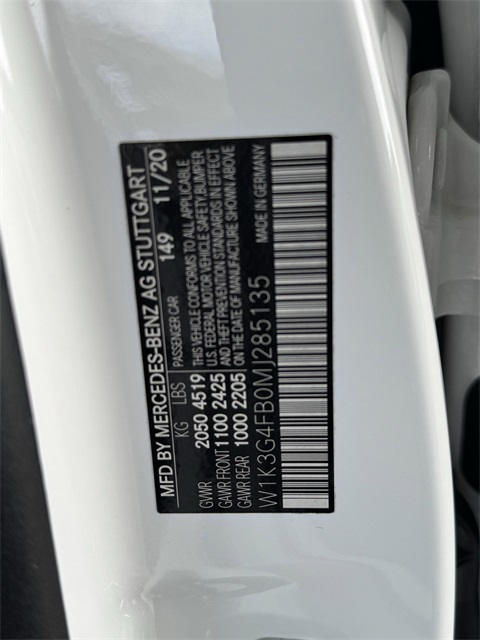 MFD BY MERCEDES-BENZ AG STUTTGART
149 11/20
KG LBS PASSENGER CAR
GVWR 2050 4519
GAWR FRONT 1100 2425
GAWR REAR 1000 2205
THIS VEHICLE CONFORMS TO ALL APPLICABLE
U.S. FEDERAL MOTOR VEHICLE SAFETY, BUMPER
AND THEFT PREVENTION STANDARDS IN EFFECT
ON THE DATE OF MANUFACTURE SHOWN ABOVE
MADE IN GERMANY
W1K3G4FB0MJ285135